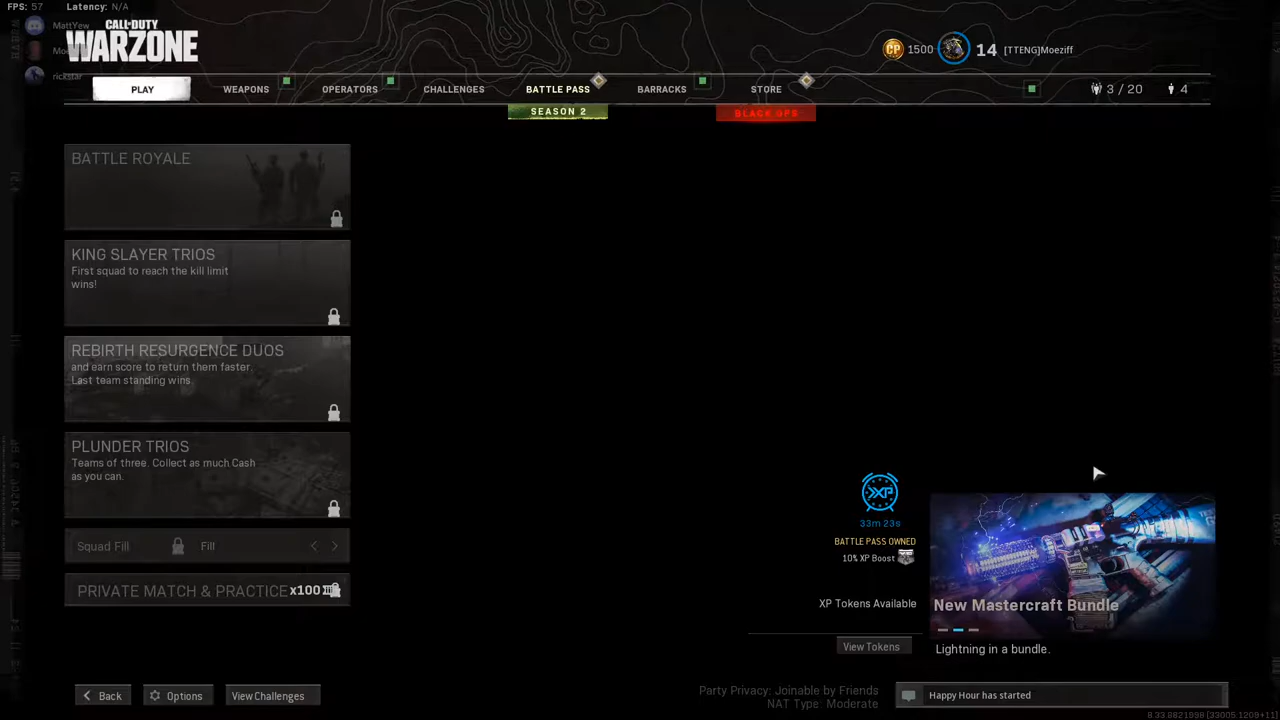 FPS: 57
Latency: N/A
MattYew
rickstar
CALL OF DUTY
WARZONE
1500
14
[TTENG]Moeziff
PLAY
WEAPONS
OPERATORS
CHALLENGES
BATTLE PASS
BARRACKS
STORE
3 / 20
4
SEASON 2
BLACK OPS
BATTLE ROYALE
KING SLAYER TRIOS
First squad to reach the kill limit
wins!
REBIRTH RESURGENCE DUOS
and earn score to return them faster.
Last team standing wins.
PLUNDER TRIOS
Teams of three. Collect as much Cash
as you can.
Squad Fill
Fill
PRIVATE MATCH & PRACTICE
x100
XP
33m 23s
BATTLE PASS OWNED
10% XP Boost
XP Tokens Available
View Tokens
New Mastercraft Bundle
Lightning in a bundle.
Back
Options
View Challenges
Party Privacy: Joinable by Friends
NAT Type: Moderate
Happy Hour has started